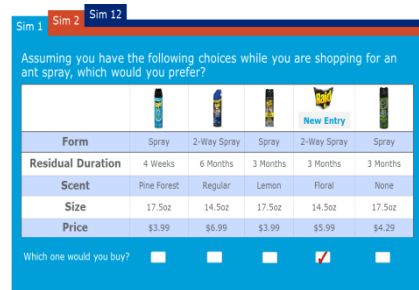 Sim 1
Sim 2
Sim 12
Assuming you have the following choices while you are shopping for an
ant spray, which would you prefer?
Raid
New Entry
Form Spray 2-Way Spray Spray 2-Way Spray Spray
Residual Duration 4 Weeks 6 Months 3 Months 3 Months 3 Months
Scent Pine Forest Regular Lemon Floral None
Size 17.5oz 14.5oz 17.5oz 14.5oz 17.5oz
Price $3.99 $6.99 $3.99 $5.99 $4.29
Which one would you buy?